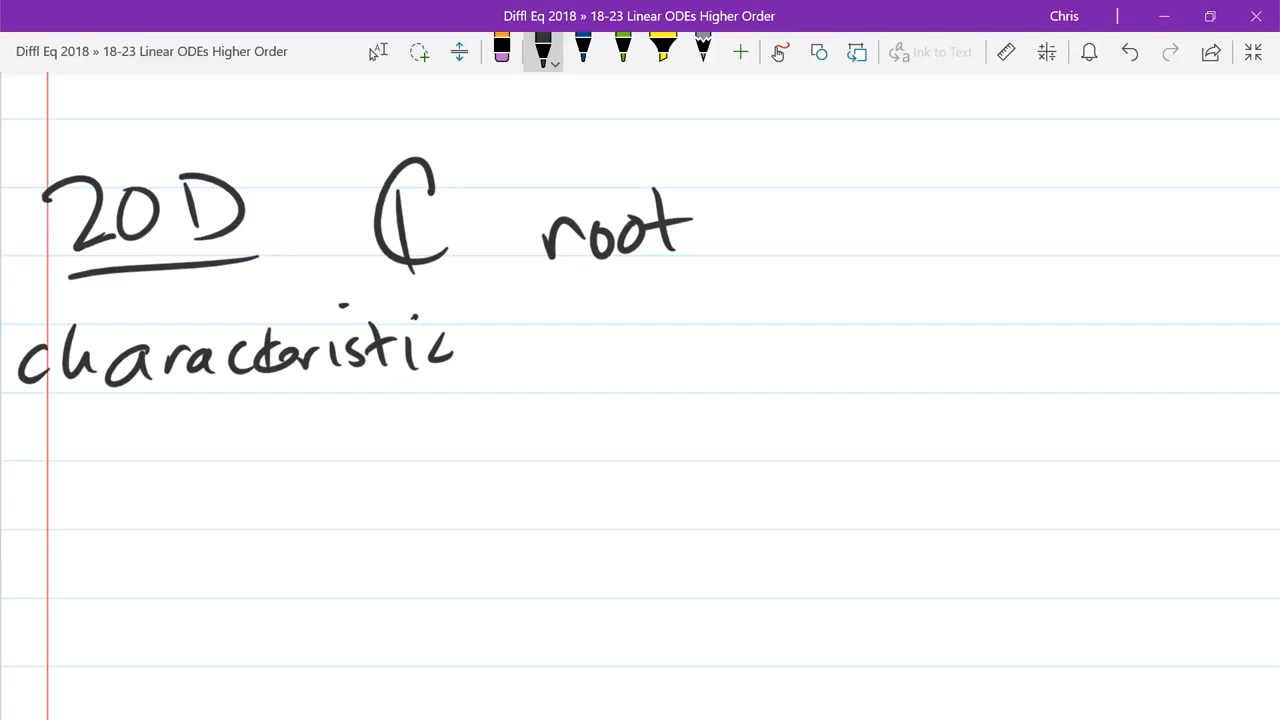 Diffl Eq 2018 » 18-23 Linear ODEs Higher Order
Chris
Diffl Eq 2018 » 18-23 Linear ODEs Higher Order
Ink to Text
20D ℂ root
characteristic